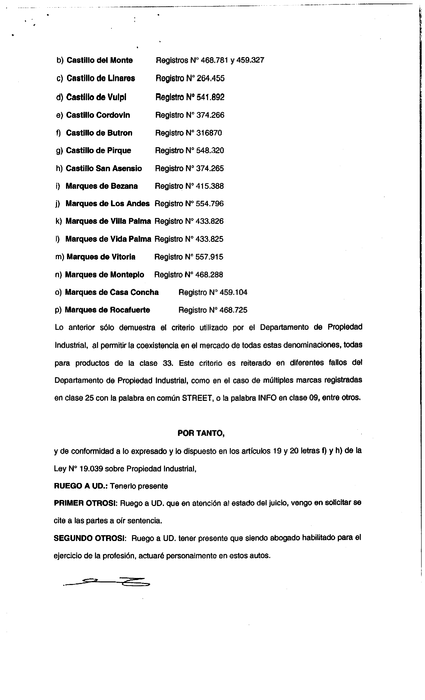 b) Castillo del Monte Registros N° 468.781 y 459.327
c) Castillo de Linares Registro N° 264.455
d) Castillo de Vulpi Registro N° 541.892
e) Castillo Cordovin Registro N° 374.266
f) Castillo de Butron Registro N° 316870
g) Castillo de Pirque Registro N° 548.320
h) Castillo San Asensio Registro N° 374.265
i) Marques de Bezana Registro N° 415.388
j) Marques de Los Andes Registro N° 554.796
k) Marques de Villa Palma Registro N° 433.826
l) Marques de Vida Palma Registro N° 433.825
m) Marques de Vitoria Registro N° 557.915
n) Marques de Montepio Registro N° 468.288
o) Marques de Casa Concha Registro N° 459.104
p) Marques de Rocafuerte Registro N° 468.725
Lo anterior sólo demuestra el criterio utilizado por el Departamento de Propiedad
Industrial, al permitir la coexistencia en el mercado de todas estas denominaciones, todas
para productos de la clase 33. Este criterio es reiterado en diferentes fallos del
Departamento de Propiedad Industrial, como en el caso de múltiples marcas registradas
en clase 25 con la palabra en común STREET, o la palabra INFO en clase 09, entre otros.
POR TANTO,
y de conformidad a lo expresado y lo dispuesto en los artículos 19 y 20 letras f) y h) de la
Ley N° 19.039 sobre Propiedad Industrial,
RUEGO A UD.: Tenerlo presente
PRIMER OTROSI: Ruego a UD. que en atención al estado del juicio, vengo en solicitar se
cite a las partes a oír sentencia.
SEGUNDO OTROSI: Ruego a UD. tener presente que siendo abogado habilitado para el
ejercicio de la profesión, actuaré personalmente en estos autos.